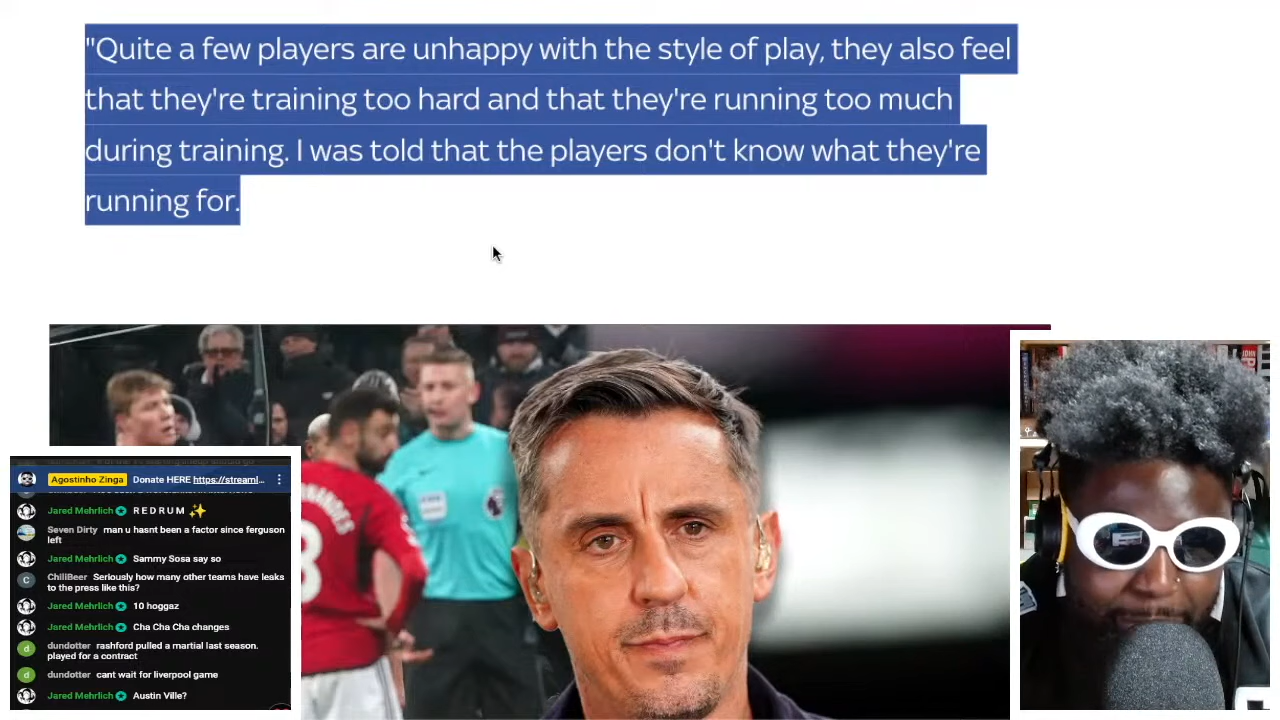 "Quite a few players are unhappy with the style of play, they also feel
that they're training too hard and that they're running too much
during training. I was told that the players don't know what they're
running for.
NANDES
8
Agostinho Zinga Donate HERE https://streaml...
Jared Mehrlich R E D R U M ✨
Seven Dirty man u hasnt been a factor since ferguson
left
Jared Mehrlich Sammy Sosa say so
ChiliBeer Seriously how many other teams have leaks
to the press like this?
Jared Mehrlich 10 hoggaz
Jared Mehrlich Cha Cha Cha changes
dundotter rashford pulled a martial last season.
played for a contract
dundotter cant wait for liverpool game
Jared Mehrlich Austin Ville?